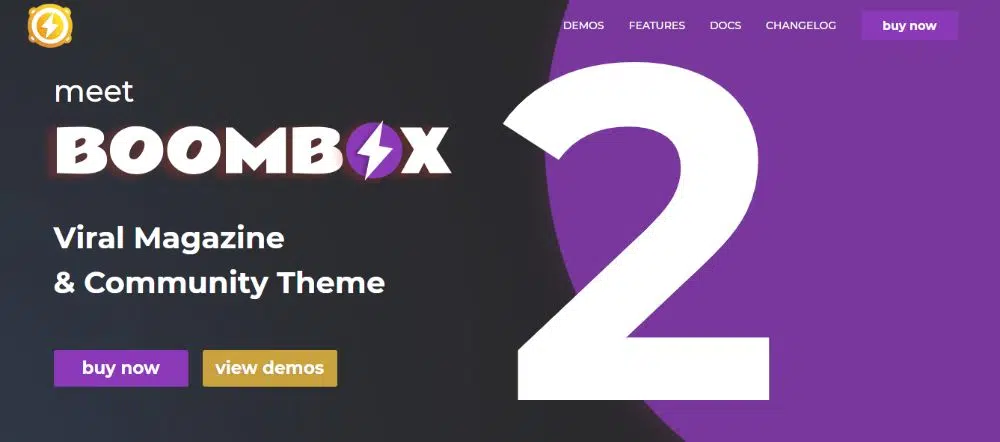 DEMOS FEATURES DOCS CHANGELOG buy now
meet
BOOMBOX
2
Viral Magazine
& Community Theme
buy now view demos